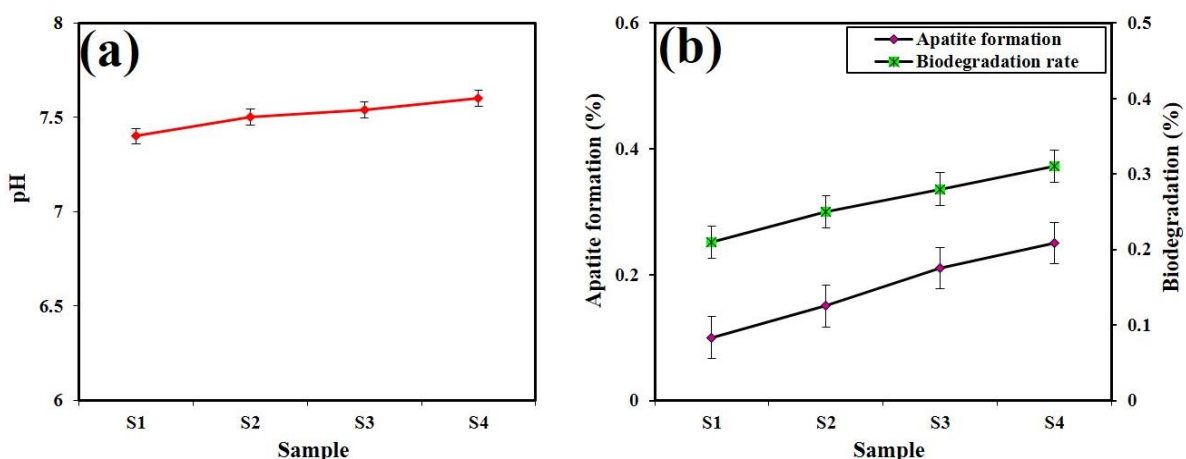 (a)
8
7.5
7
6.5
6
pH
S1 S2 S3 S4
Sample
(b)
Apatite formation
Biodegradation rate
0.6
0.4
0.2
0
Apatite formation (%)
0.5
0.4
0.3
0.2
0.1
0
Biodegradation (%)
S1 S2 S3 S4
Sample